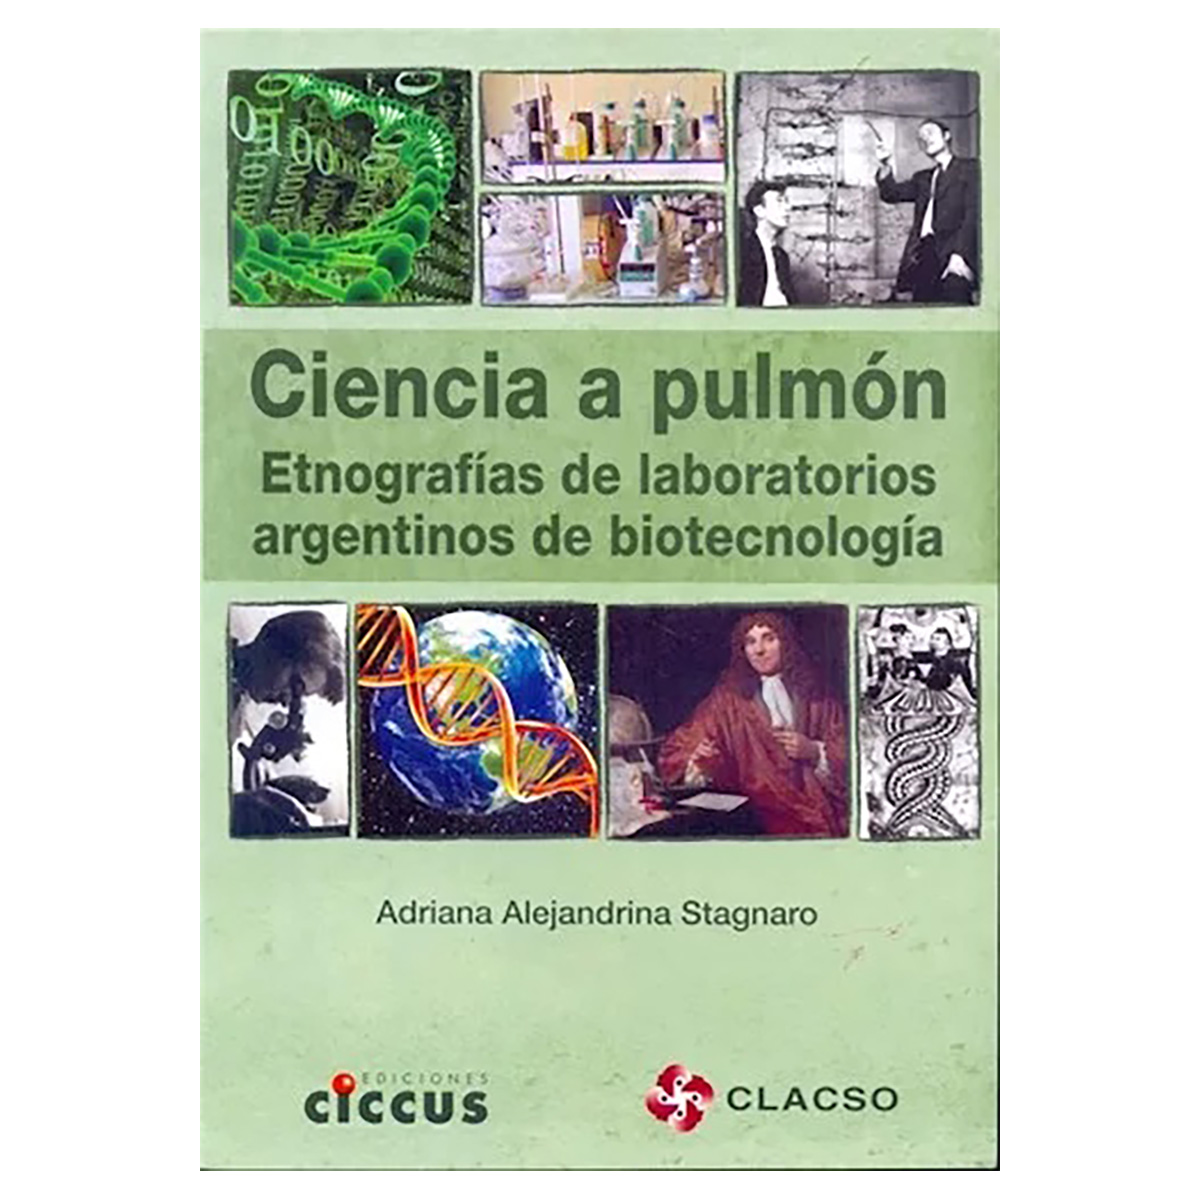 Ciencia a pulmón
Etnografías de laboratorios
argentinos de biotecnología
Adriana Alejandrina Stagnaro
EDICIONES
CICCUS
CLACSO